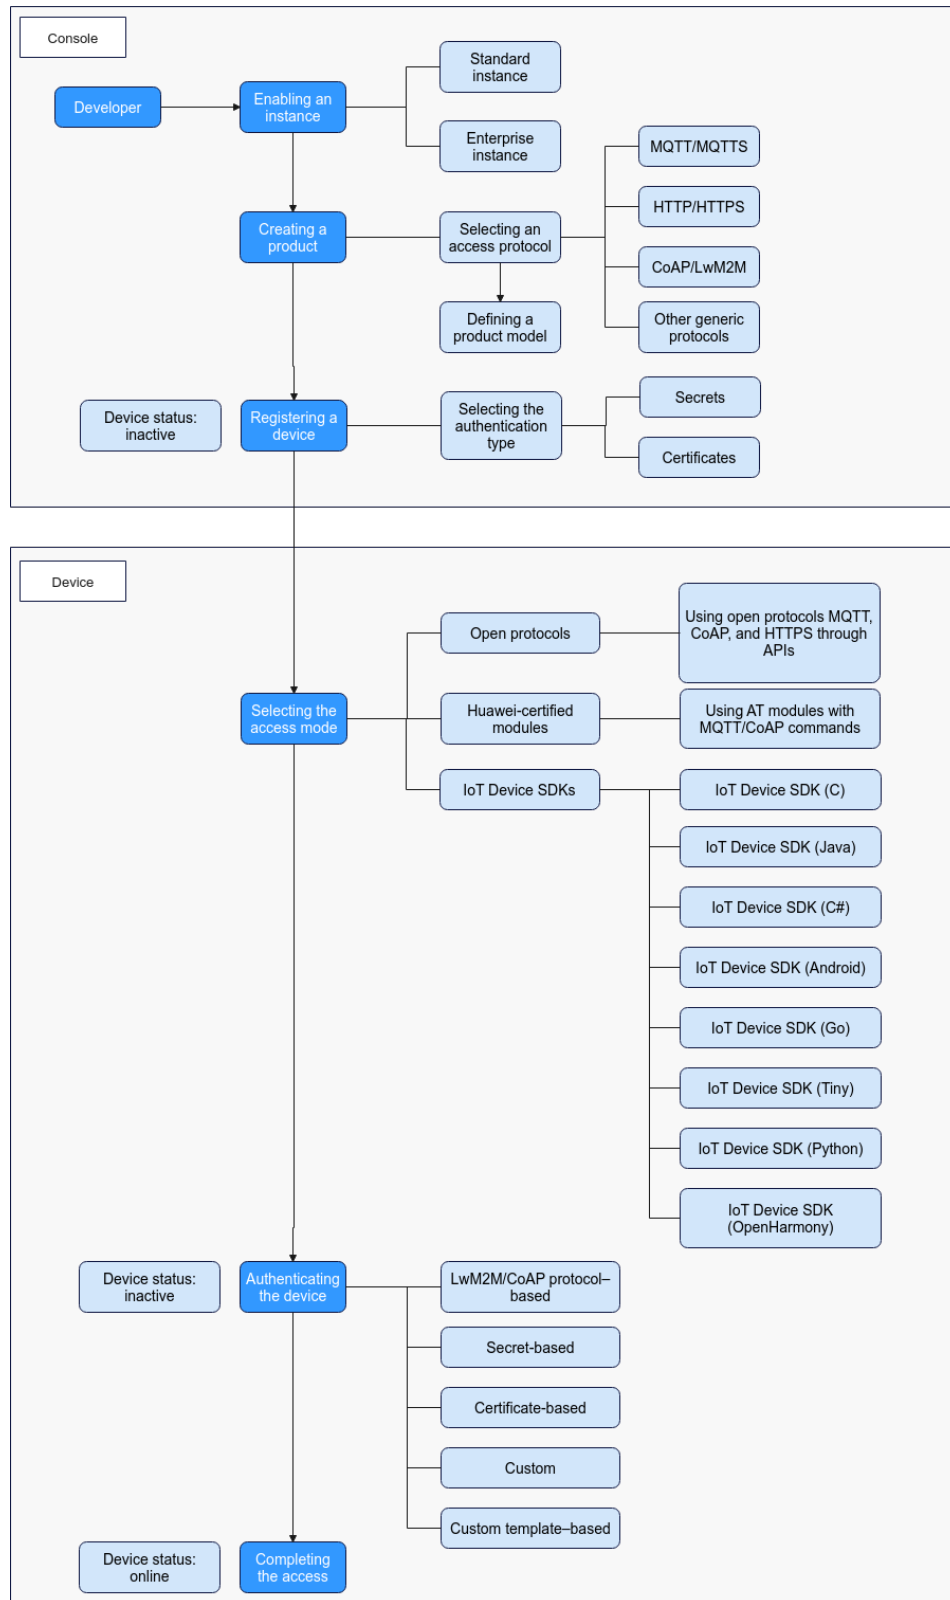 Console
Developer
Enabling an
instance
Standard
instance
Enterprise
instance
Creating a
product
Selecting an
access protocol
MQTT/MQTTS
HTTP/HTTPS
CoAP/LwM2M
Other generic
protocols
Defining a
product model
Device status:
inactive
Registering a
device
Selecting the
authentication
type
Secrets
Certificates
Device
Selecting the
access mode
Open protocols
Using open protocols MQTT,
CoAP, and HTTPS through
APIs
Huawei-certified
modules
Using AT modules with
MQTT/CoAP commands
IoT Device SDKs
IoT Device SDK (C)
IoT Device SDK (Java)
IoT Device SDK (C#)
IoT Device SDK (Android)
IoT Device SDK (Go)
IoT Device SDK (Tiny)
IoT Device SDK (Python)
IoT Device SDK
(OpenHarmony)
Device status:
inactive
Authenticating
the device
LwM2M/CoAP protocol–
based
Secret-based
Certificate-based
Custom
Custom template–based
Device status:
online
Completing
the access